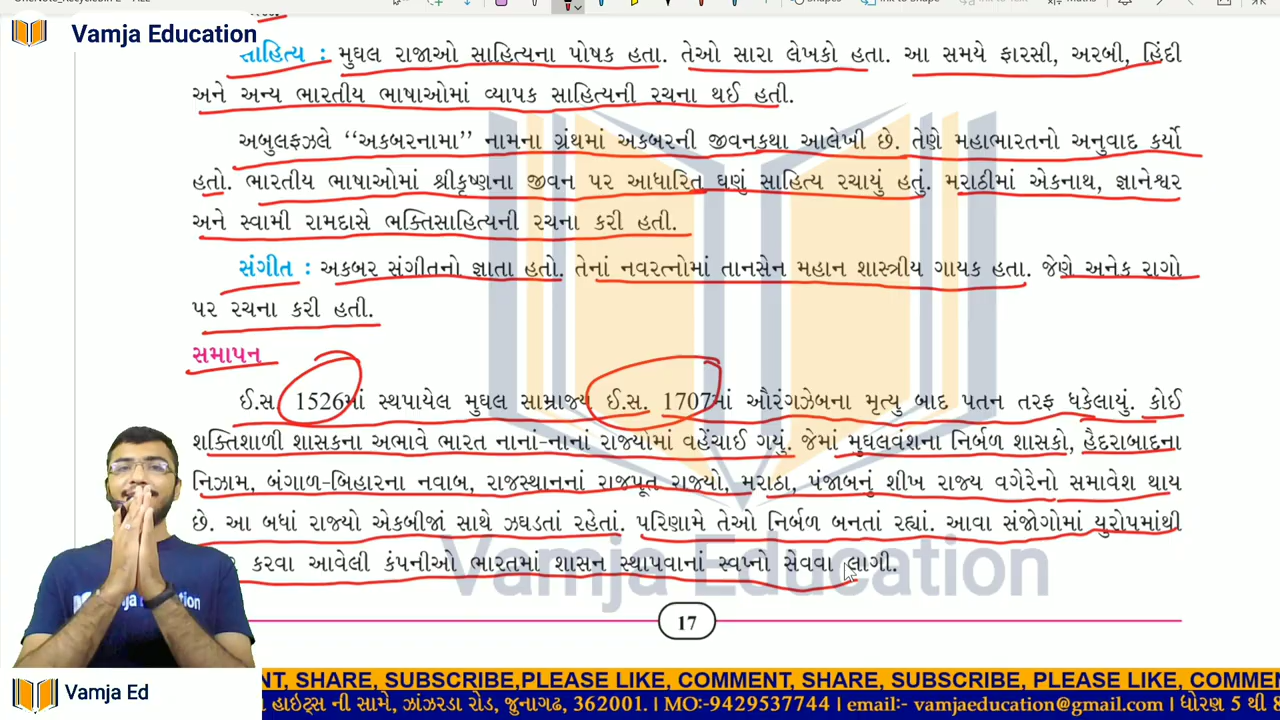 Vamja Education
સાહિત્ય : મુઘલ રાજાઓ સાહિત્યના પોષક હતા. તેઓ સારા લેખકો હતા. આ સમયે ફારસી, અરબી, હિંદી
અને અન્ય ભારતીય ભાષાઓમાં વ્યાપક સાહિત્યની રચના થઈ હતી.
અબુલફઝલે ‘‘અકબરનામા’’ નામના ગ્રંથમાં અકબરની જીવનકથા આલેખી છે. તેણે મહાભારતનો અનુવાદ કર્યો
હતો. ભારતીય ભાષાઓમાં શ્રીકૃષ્ણના જીવન પર આધારિત ઘણું સાહિત્ય રચાયું હતું. મરાઠીમાં એકનાથ, જ્ઞાનેશ્વર
અને સ્વામી રામદાસે ભક્તિસાહિત્યની રચના કરી હતી.
સંગીત : અકબર સંગીતનો જ્ઞાતા હતો. તેનાં નવરત્નોમાં તાનસેન મહાન શાસ્ત્રીય ગાયક હતા. જેણે અનેક રાગો
પર રચના કરી હતી.
સમાપન
ઈ.સ. 1526માં સ્થપાયેલ મુઘલ સામ્રાજ્ય ઈ.સ. 1707માં ઔરંગઝેબના મૃત્યુ બાદ પતન તરફ ધકેલાયું. કોઈ
શક્તિશાળી શાસકના અભાવે ભારત નાનાં-નાનાં રાજ્યોમાં વહેંચાઈ ગયું. જેમાં મુઘલવંશના નિર્બળ શાસકો, હૈદરાબાદના
નિઝામ, બંગાળ-બિહારના નવાબ, રાજસ્થાનનાં રાજપૂત રાજ્યો, મરાઠા, પંજાબનું શીખ રાજ્ય વગેરેનો સમાવેશ થાય
છે. આ બધાં રાજ્યો એકબીજાં સાથે ઝઘડતાં રહેતાં. પરિણામે તેઓ નિર્બળ બનતાં રહ્યાં. આવા સંજોગોમાં યુરોપમાંથી
કરવા આવેલી કંપનીઓ ભારતમાં શાસન સ્થાપવાનાં સ્વપ્નો સેવવા લાગી.
Vamja Education
17
Vamja Ed
SHARE, SUBSCRIBE,PLEASE LIKE, COMMENT, SHARE, SUBSCRIBE, PLEASE LIKE, COMMENT, SHARE
હાઇટ્સ ની સામે, ઝાંઝરડા રોડ, જુનાગઢ, 362001. | MO:-9429537744 | email:- vamjaeducation@gmail.com | ધોરણ 5 થી